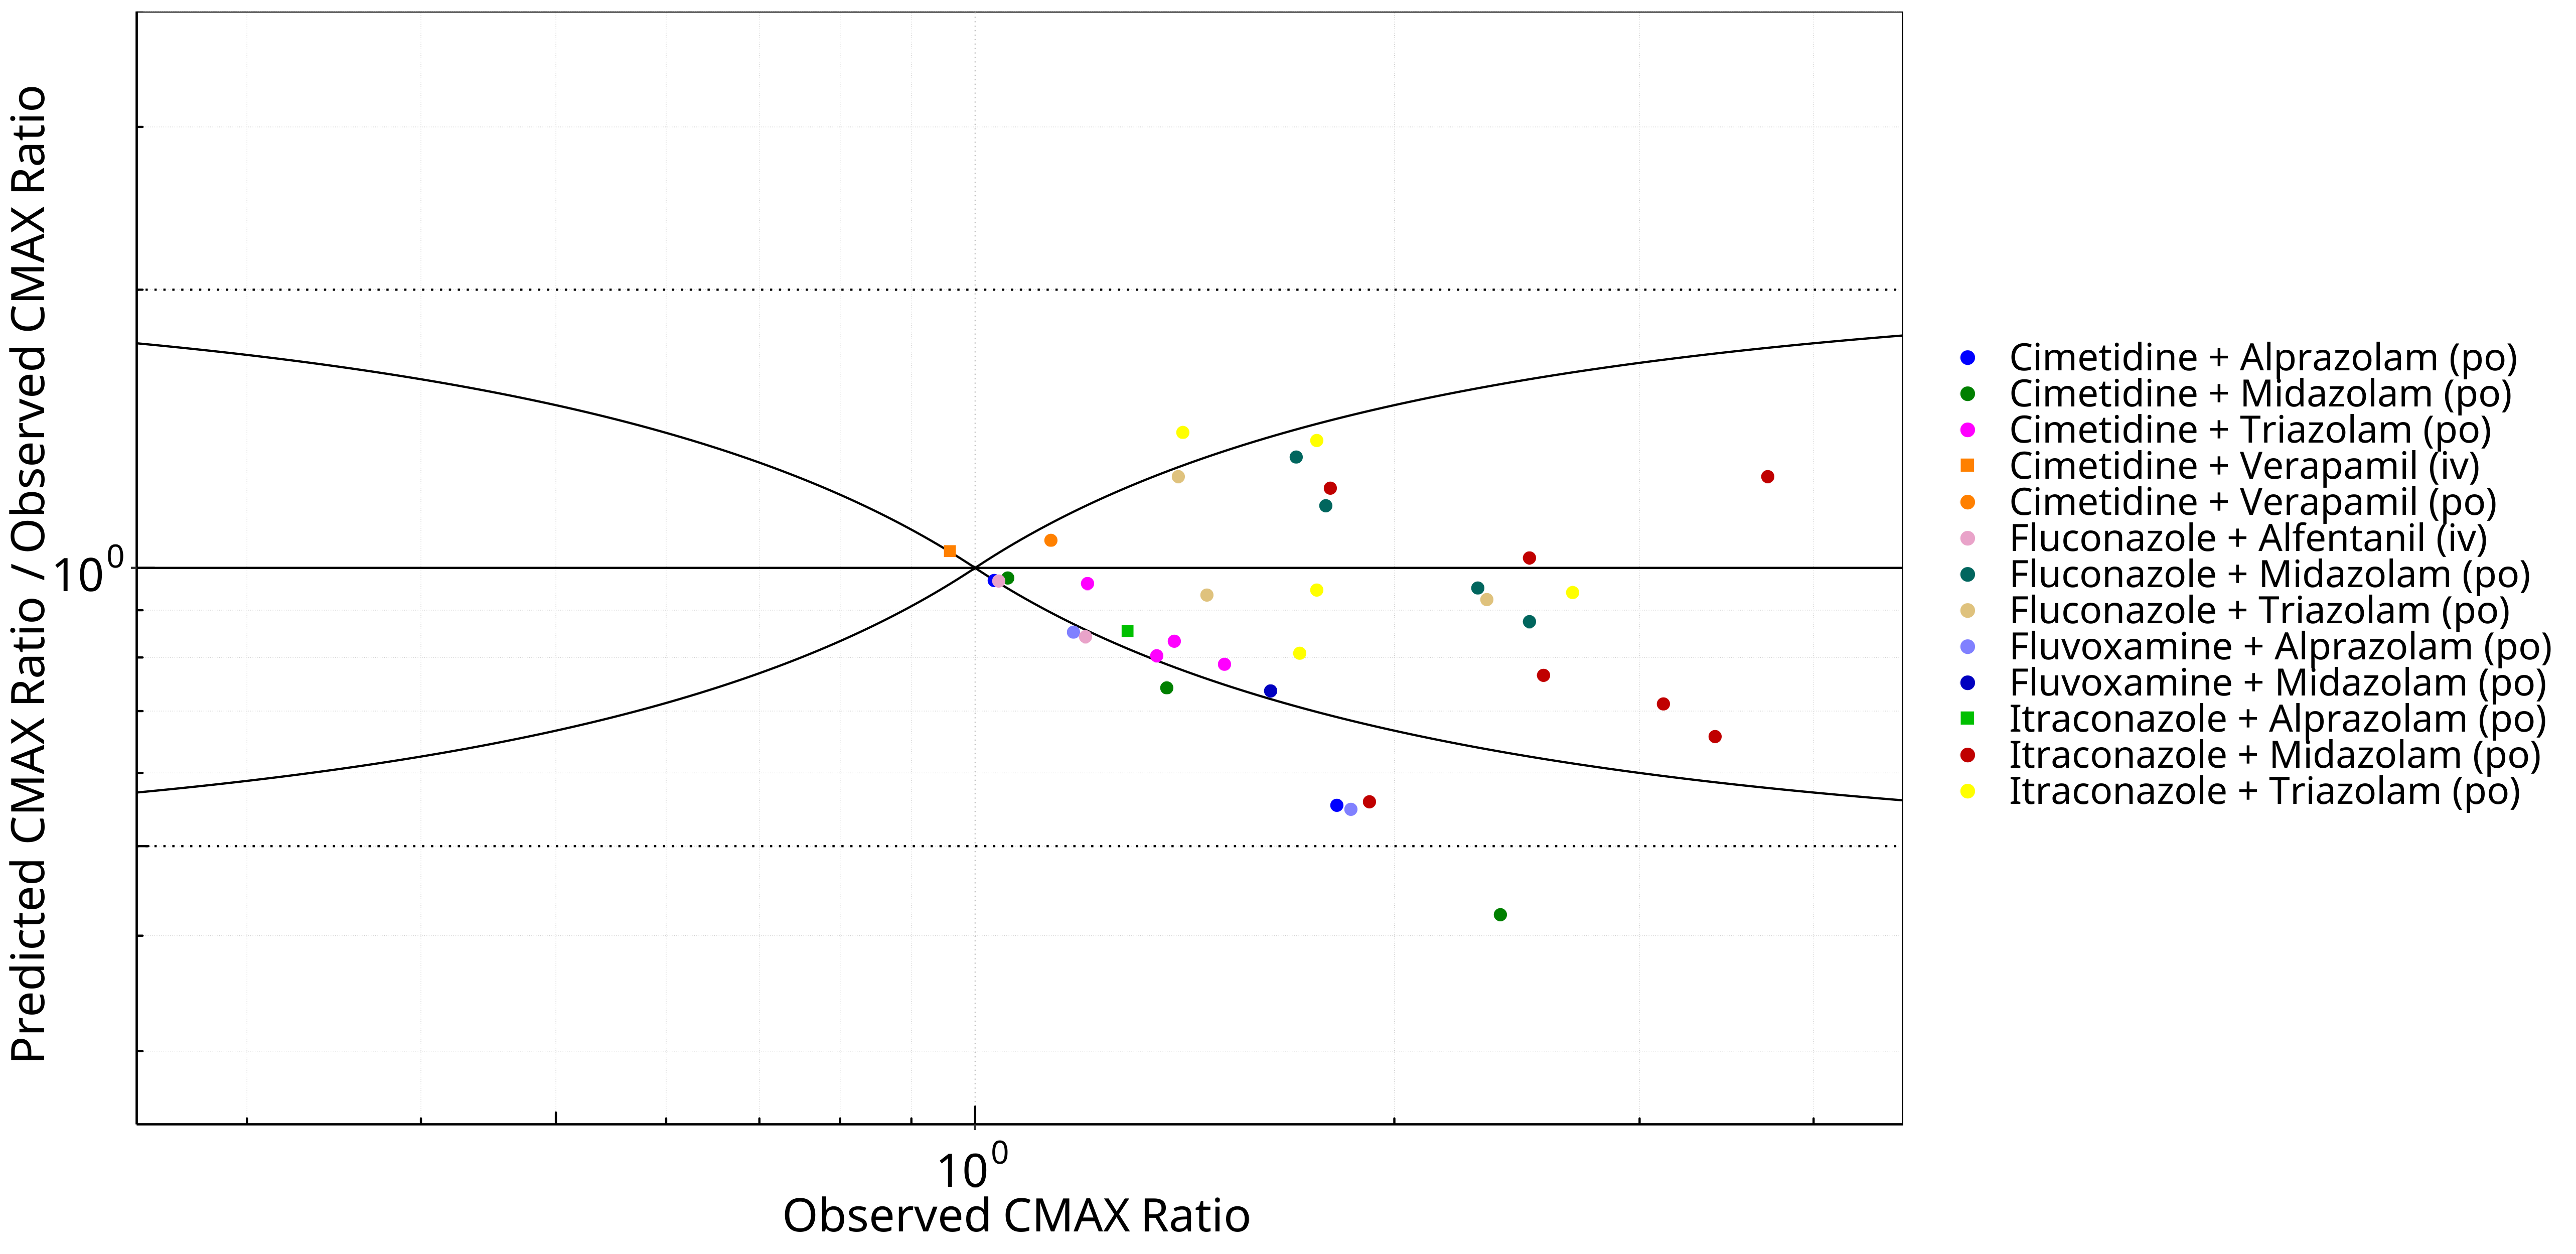 Predicted CMAX Ratio / Observed CMAX Ratio
10⁰
10⁰
Observed CMAX Ratio
Cimetidine + Alprazolam (po)
Cimetidine + Midazolam (po)
Cimetidine + Triazolam (po)
Cimetidine + Verapamil (iv)
Cimetidine + Verapamil (po)
Fluconazole + Alfentanil (iv)
Fluconazole + Midazolam (po)
Fluconazole + Triazolam (po)
Fluvoxamine + Alprazolam (po)
Fluvoxamine + Midazolam (po)
Itraconazole + Alprazolam (po)
Itraconazole + Midazolam (po)
Itraconazole + Triazolam (po)